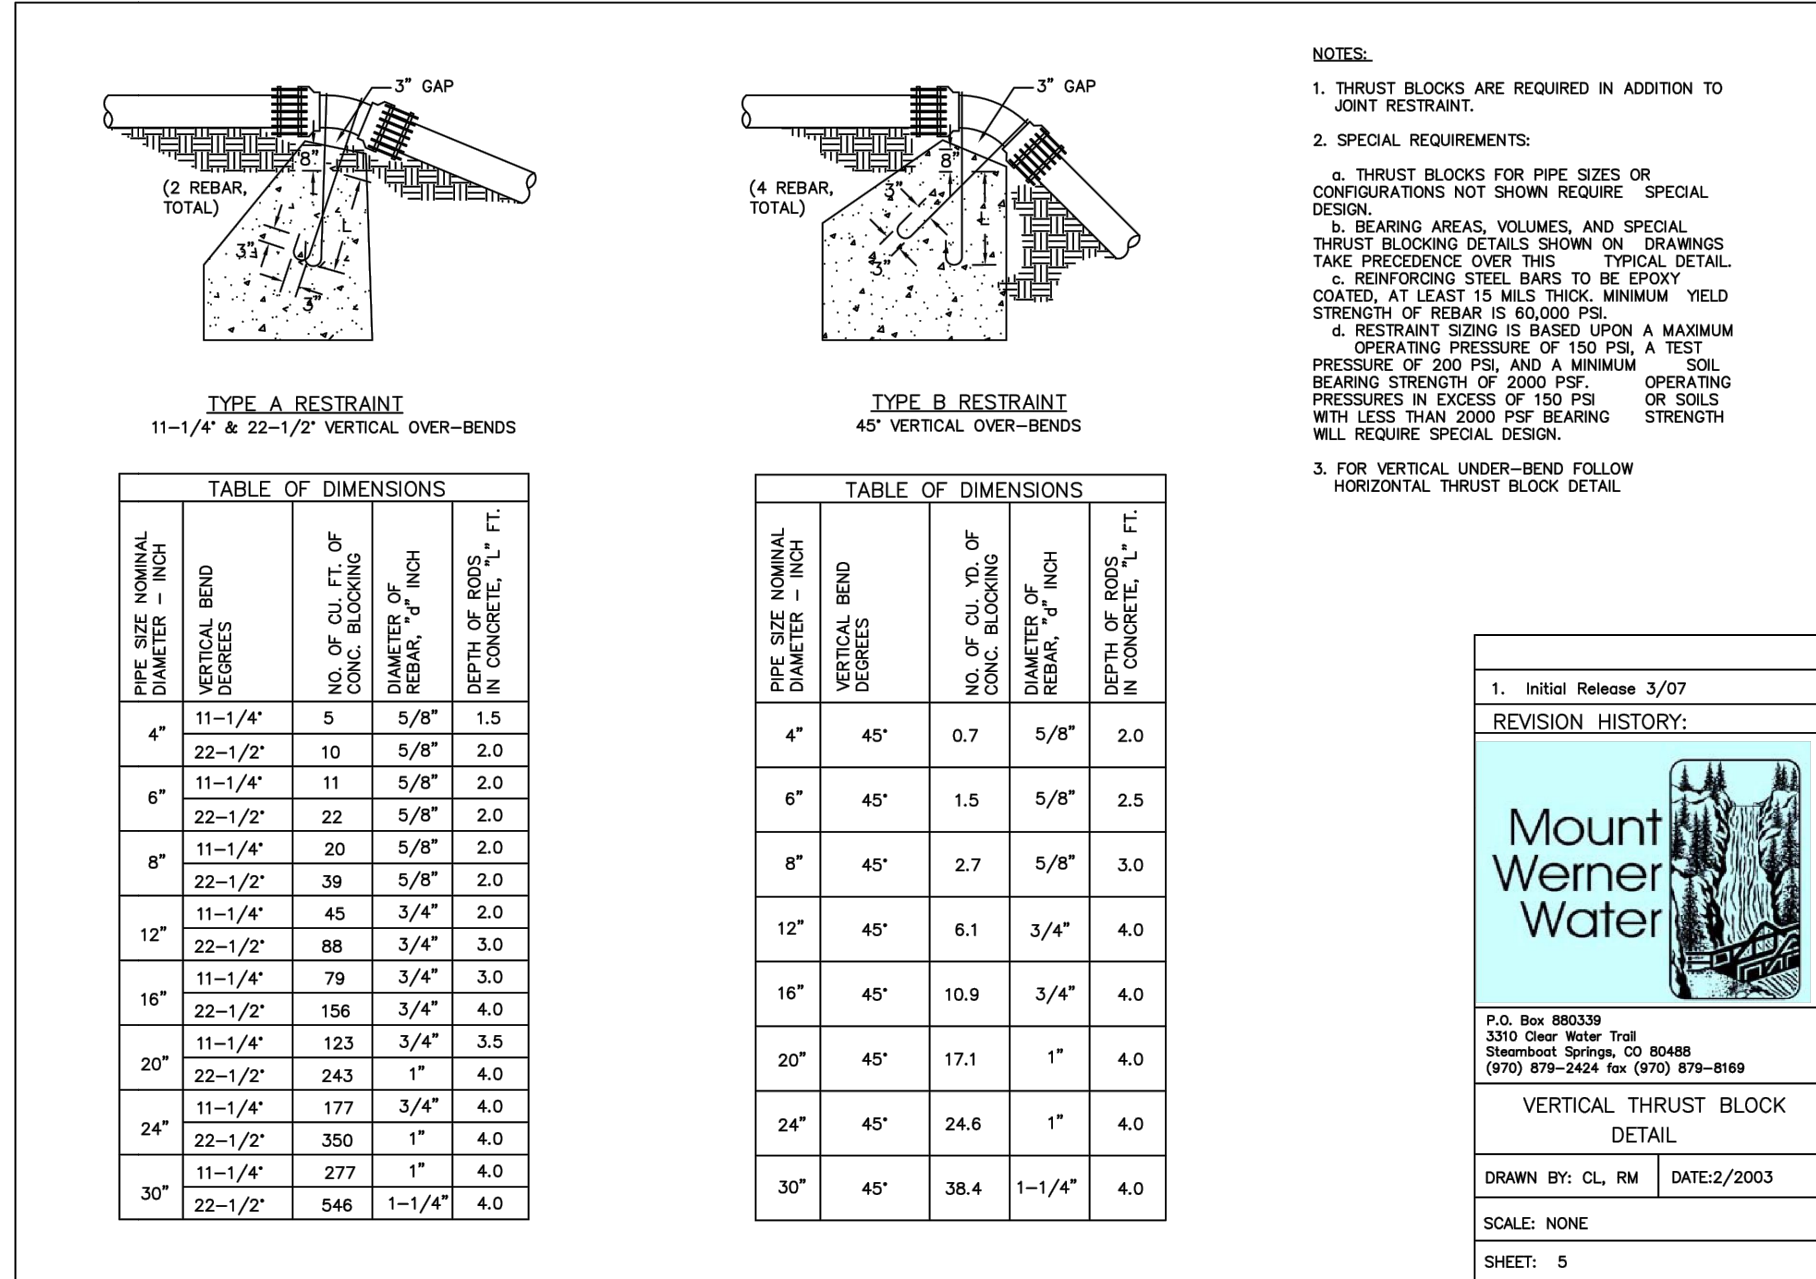 3” GAP
8”
(2 REBAR,
TOTAL)
L
3”
3”
TYPE A RESTRAINT
11–1/4° & 22–1/2° VERTICAL OVER–BENDS
3” GAP
8”
(4 REBAR,
TOTAL)
3”
L
3”
TYPE B RESTRAINT
45° VERTICAL OVER–BENDS
NOTES:
1. THRUST BLOCKS ARE REQUIRED IN ADDITION TO
JOINT RESTRAINT.
2. SPECIAL REQUIREMENTS:
a. THRUST BLOCKS FOR PIPE SIZES OR
CONFIGURATIONS NOT SHOWN REQUIRE SPECIAL
DESIGN.
b. BEARING AREAS, VOLUMES, AND SPECIAL
THRUST BLOCKING DETAILS SHOWN ON DRAWINGS
TAKE PRECEDENCE OVER THIS TYPICAL DETAIL.
c. REINFORCING STEEL BARS TO BE EPOXY
COATED, AT LEAST 15 MILS THICK. MINIMUM YIELD
STRENGTH OF REBAR IS 60,000 PSI.
d. RESTRAINT SIZING IS BASED UPON A MAXIMUM
OPERATING PRESSURE OF 150 PSI, A TEST
PRESSURE OF 200 PSI, AND A MINIMUM SOIL
BEARING STRENGTH OF 2000 PSF. OPERATING
PRESSURES IN EXCESS OF 150 PSI OR SOILS
WITH LESS THAN 2000 PSF BEARING STRENGTH
WILL REQUIRE SPECIAL DESIGN.
3. FOR VERTICAL UNDER–BEND FOLLOW
HORIZONTAL THRUST BLOCK DETAIL
TABLE OF DIMENSIONS
PIPE SIZE NOMINAL
DIAMETER – INCH
VERTICAL BEND
DEGREES
NO. OF CU. FT. OF
CONC. BLOCKING
DIAMETER OF
REBAR, "d" INCH
DEPTH OF RODS
IN CONCRETE, "L" FT.
4” 11–1/4° 5 5/8” 1.5
22–1/2° 10 5/8” 2.0
6” 11–1/4° 11 5/8” 2.0
22–1/2° 22 5/8” 2.0
8” 11–1/4° 20 5/8” 2.0
22–1/2° 39 5/8” 2.0
12” 11–1/4° 45 3/4” 2.0
22–1/2° 88 3/4” 3.0
16” 11–1/4° 79 3/4” 3.0
22–1/2° 156 3/4” 4.0
20” 11–1/4° 123 3/4” 3.5
22–1/2° 243 1” 4.0
24” 11–1/4° 177 3/4” 4.0
22–1/2° 350 1” 4.0
30” 11–1/4° 277 1” 4.0
22–1/2° 546 1–1/4” 4.0
TABLE OF DIMENSIONS
PIPE SIZE NOMINAL
DIAMETER – INCH
VERTICAL BEND
DEGREES
NO. OF CU. YD. OF
CONC. BLOCKING
DIAMETER OF
REBAR, "d" INCH
DEPTH OF RODS
IN CONCRETE, "L" FT.
4” 45° 0.7 5/8” 2.0
6” 45° 1.5 5/8” 2.5
8” 45° 2.7 5/8” 3.0
12” 45° 6.1 3/4” 4.0
16” 45° 10.9 3/4” 4.0
20” 45° 17.1 1” 4.0
24” 45° 24.6 1” 4.0
30” 45° 38.4 1–1/4” 4.0
1. Initial Release 3/07
REVISION HISTORY:
Mount
Werner
Water
P.O. Box 880339
3310 Clear Water Trail
Steamboat Springs, CO 80488
(970) 879–2424 fax (970) 879–8169
VERTICAL THRUST BLOCK
DETAIL
DRAWN BY: CL, RM DATE:2/2003
SCALE: NONE
SHEET: 5